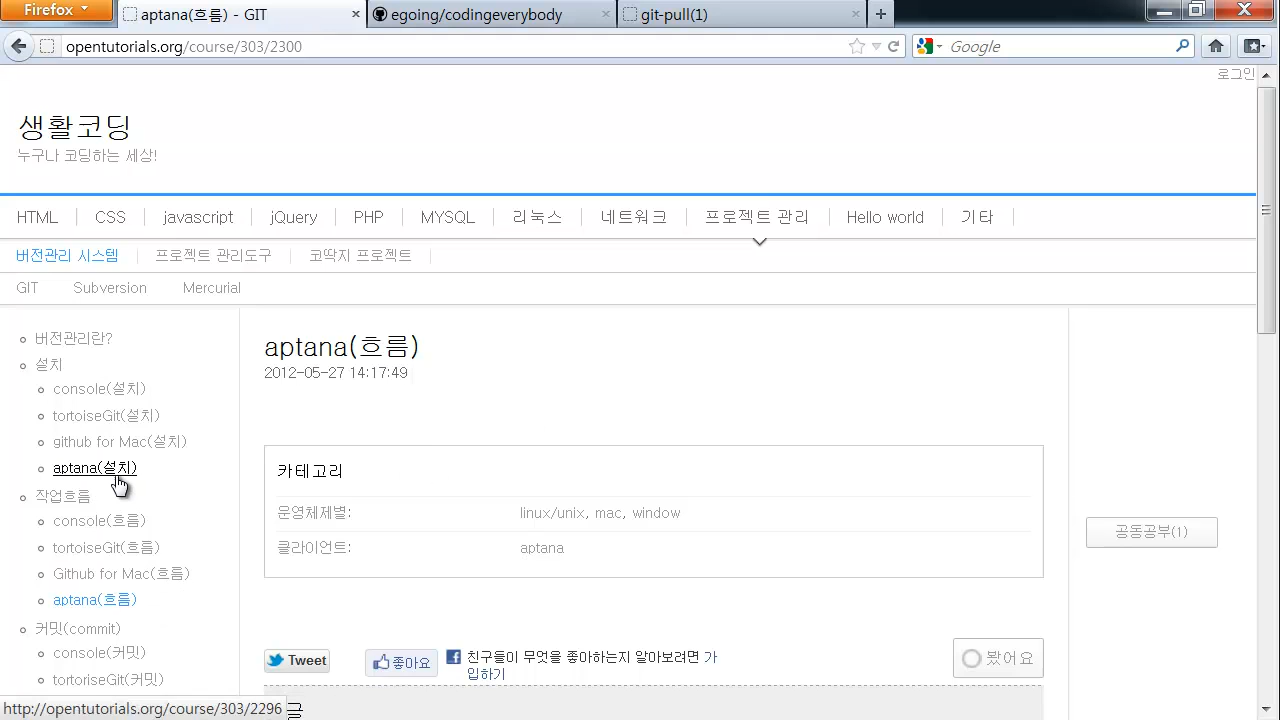 Firefox
aptana(흐름) - GIT
egoing/codingeverybody
git-pull(1)
opentutorials.org/course/303/2300
Google
로그인
생활코딩
누구나 코딩하는 세상!
HTML
CSS
javascript
jQuery
PHP
MYSQL
리눅스
네트워크
프로젝트 관리
Hello world
기타
버전관리 시스템
프로젝트 관리도구
코딱지 프로젝트
GIT
Subversion
Mercurial
버전관리란?
설치
console(설치)
tortoiseGit(설치)
github for Mac(설치)
aptana(설치)
작업흐름
console(흐름)
tortoiseGit(흐름)
Github for Mac(흐름)
aptana(흐름)
커밋(commit)
console(커밋)
tortoriseGit(커밋)
aptana(흐름)
2012-05-27 14:17:49
카테고리
운영체제별:
linux/unix, mac, window
클라이언트:
aptana
Tweet
좋아요
친구들이 무엇을 좋아하는지 알아보려면 가
입하기
봤어요
공동공부(1)
http://opentutorials.org/course/303/2296